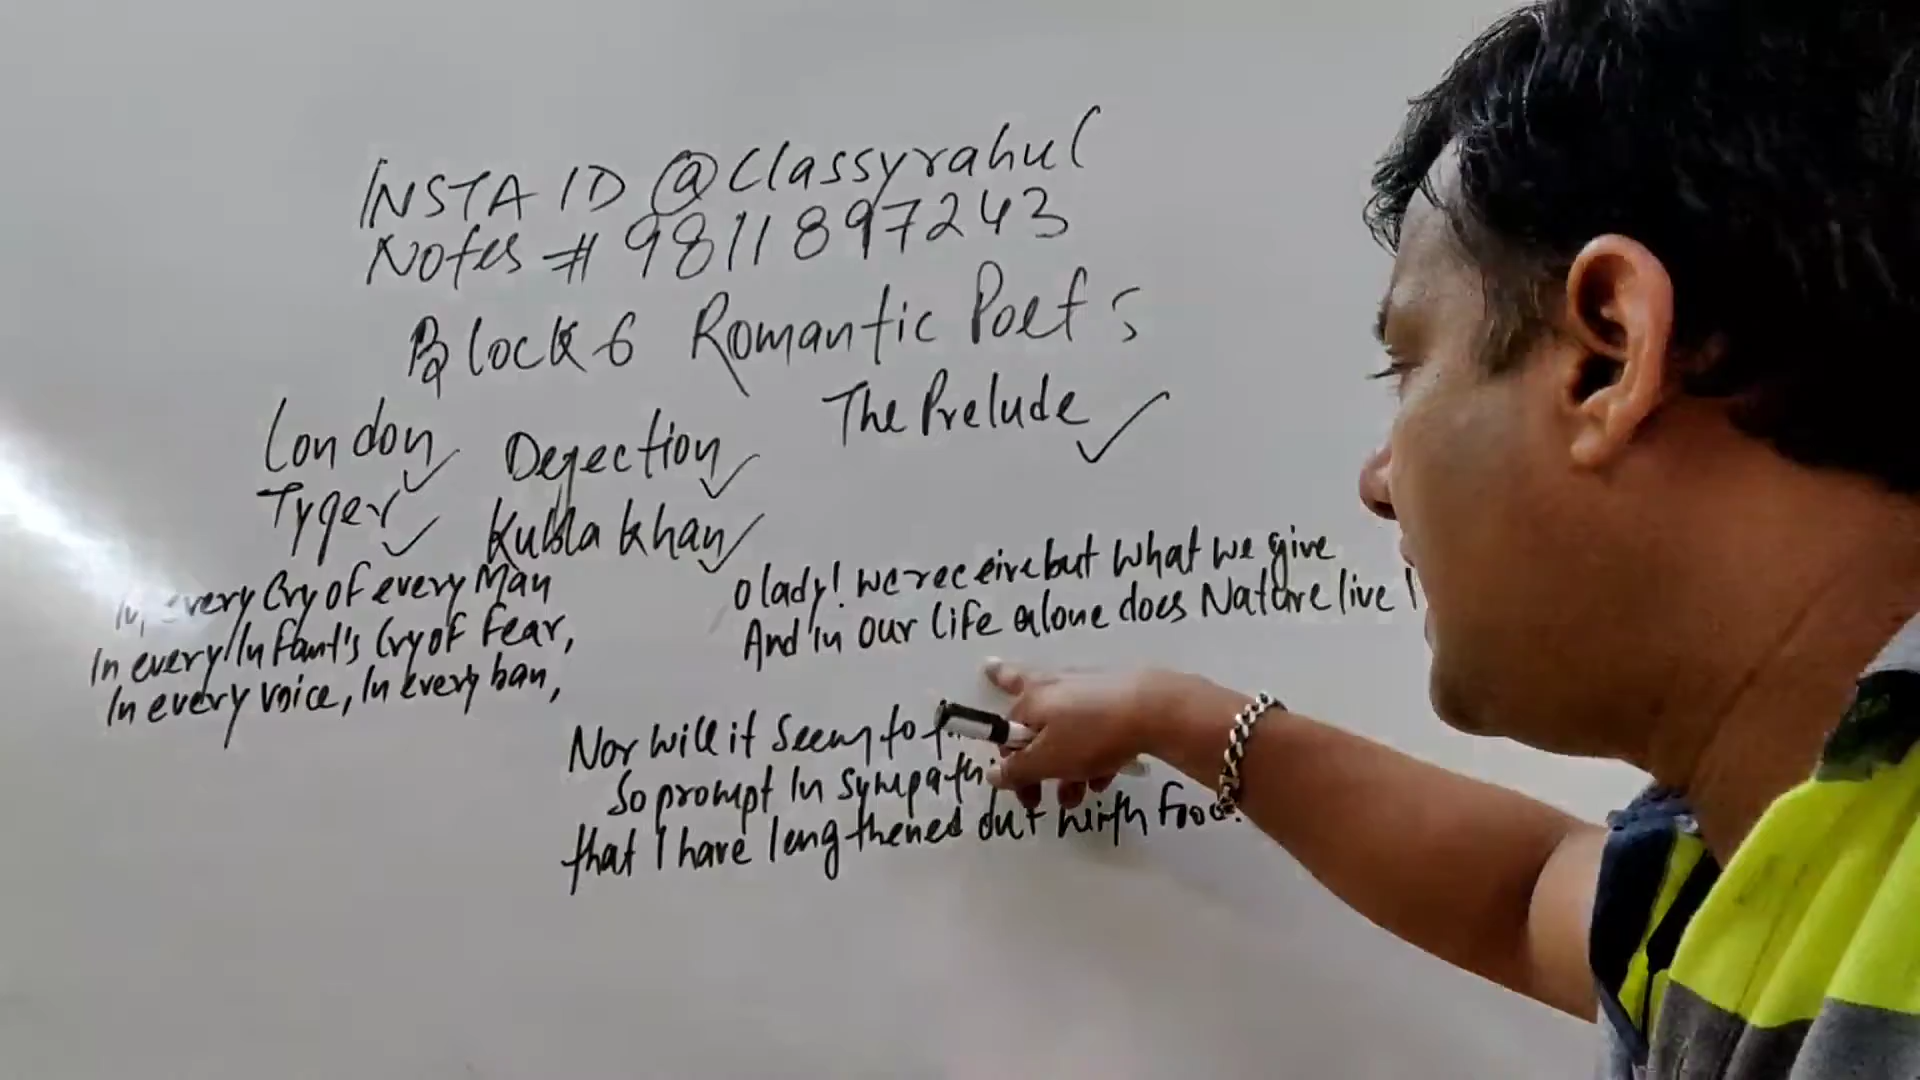 INSTA ID @Classyrahul
Notes # 9811897243
Block 6 Romantic Poets
London Dejection The Prelude
Tyger Kubla Khan
In every Cry of every Man
In every Infant's Cry of fear,
In every voice, In every ban,
O lady! we receive but what we give
And in our life alone does Nature live!
Nor will it seem to
So prompt In sympathy
that I have lengthened out with fond